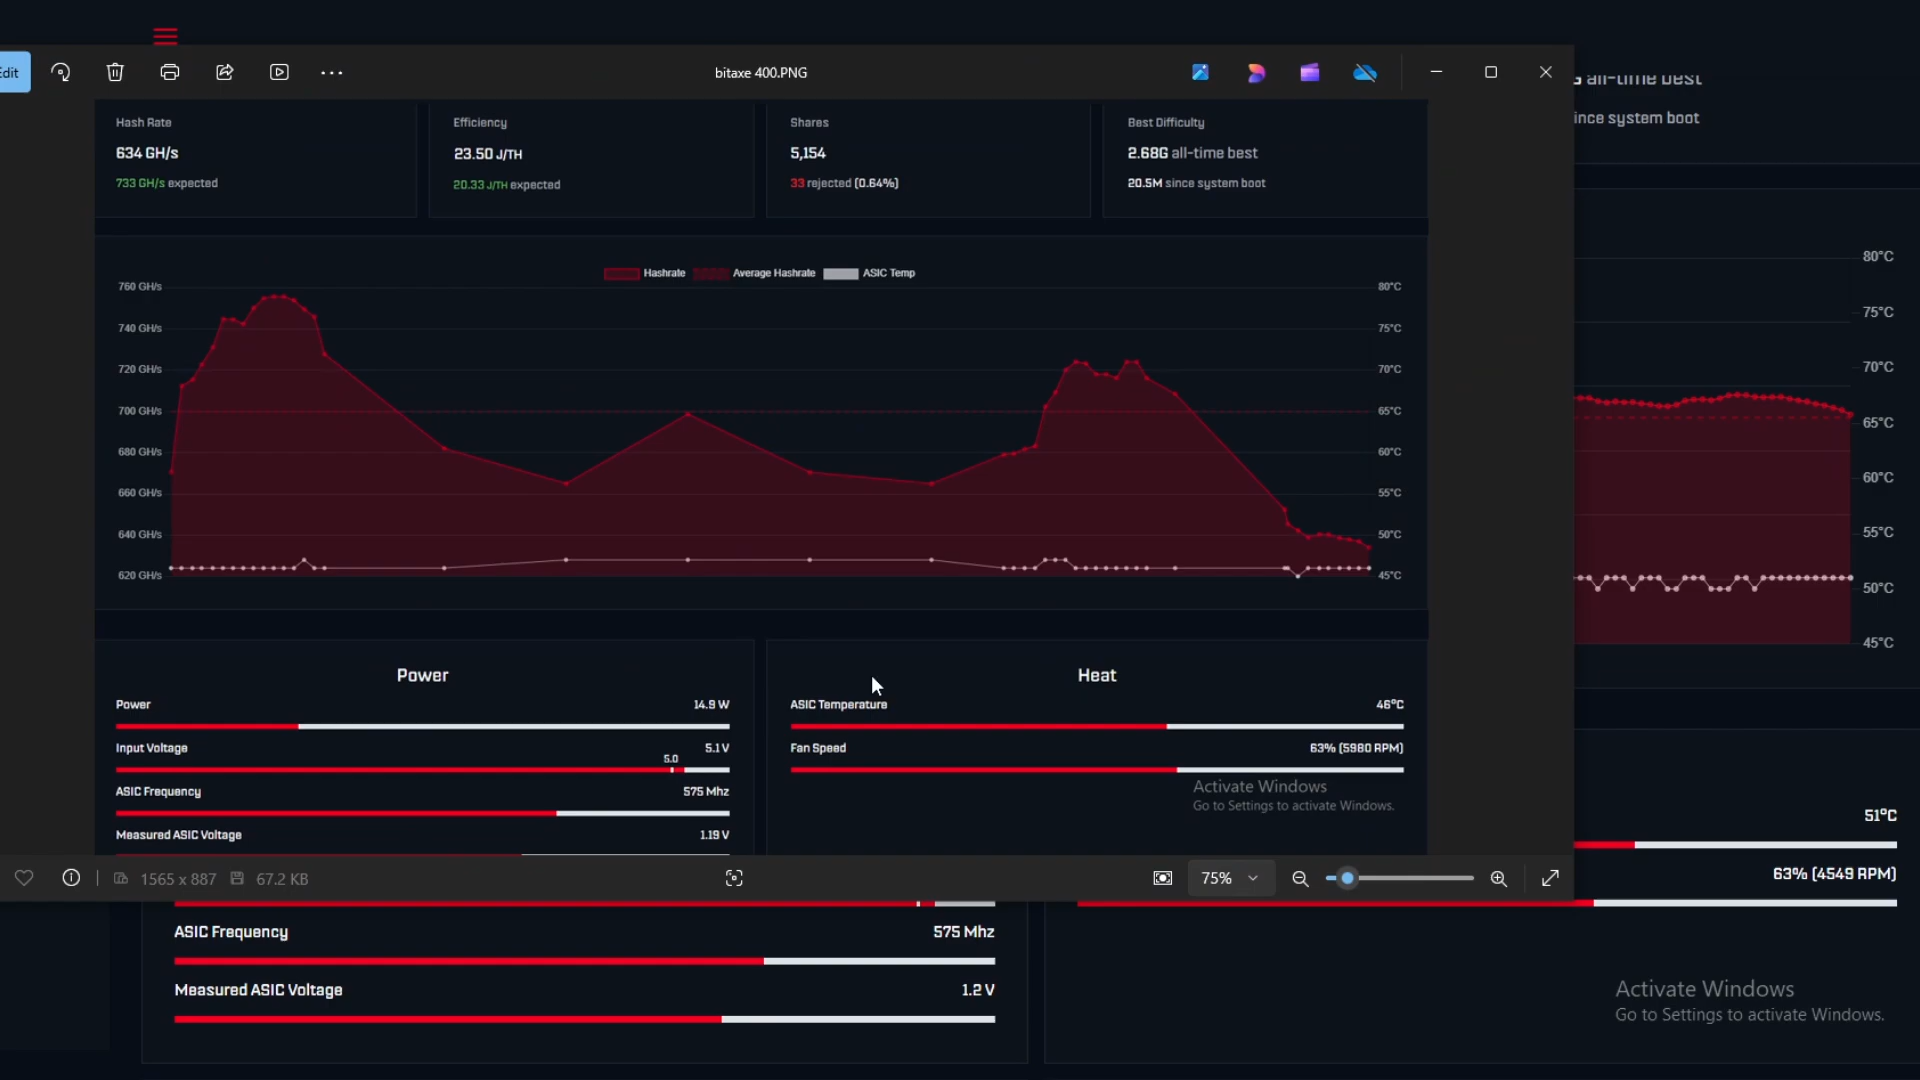 Edit
bitaxe 400.PNG
all-time best
since system boot
Hash Rate
634 GH/s
733 GH/s expected
Efficiency
23.50 J/TH
20.33 J/TH expected
Shares
5,154
33 rejected (0.64%)
Best Difficulty
2.68G all-time best
20.5M since system boot
Hashrate Average Hashrate ASIC Temp
760 GH/s
740 GH/s
720 GH/s
700 GH/s
680 GH/s
660 GH/s
640 GH/s
620 GH/s
80°C
75°C
70°C
65°C
60°C
55°C
50°C
45°C
80°C
75°C
70°C
65°C
60°C
55°C
50°C
45°C
Power
Power 14.9 W
Input Voltage 5.1 V
5.0
ASIC Frequency 575 Mhz
Measured ASIC Voltage 1.19 V
Heat
ASIC Temperature 46°C
Fan Speed 63% (5980 RPM)
Activate Windows
Go to Settings to activate Windows.
1565 x 887 67.2 KB
75%
51°C
63% (4549 RPM)
ASIC Frequency 575 Mhz
Measured ASIC Voltage 1.2 V
Activate Windows
Go to Settings to activate Windows.